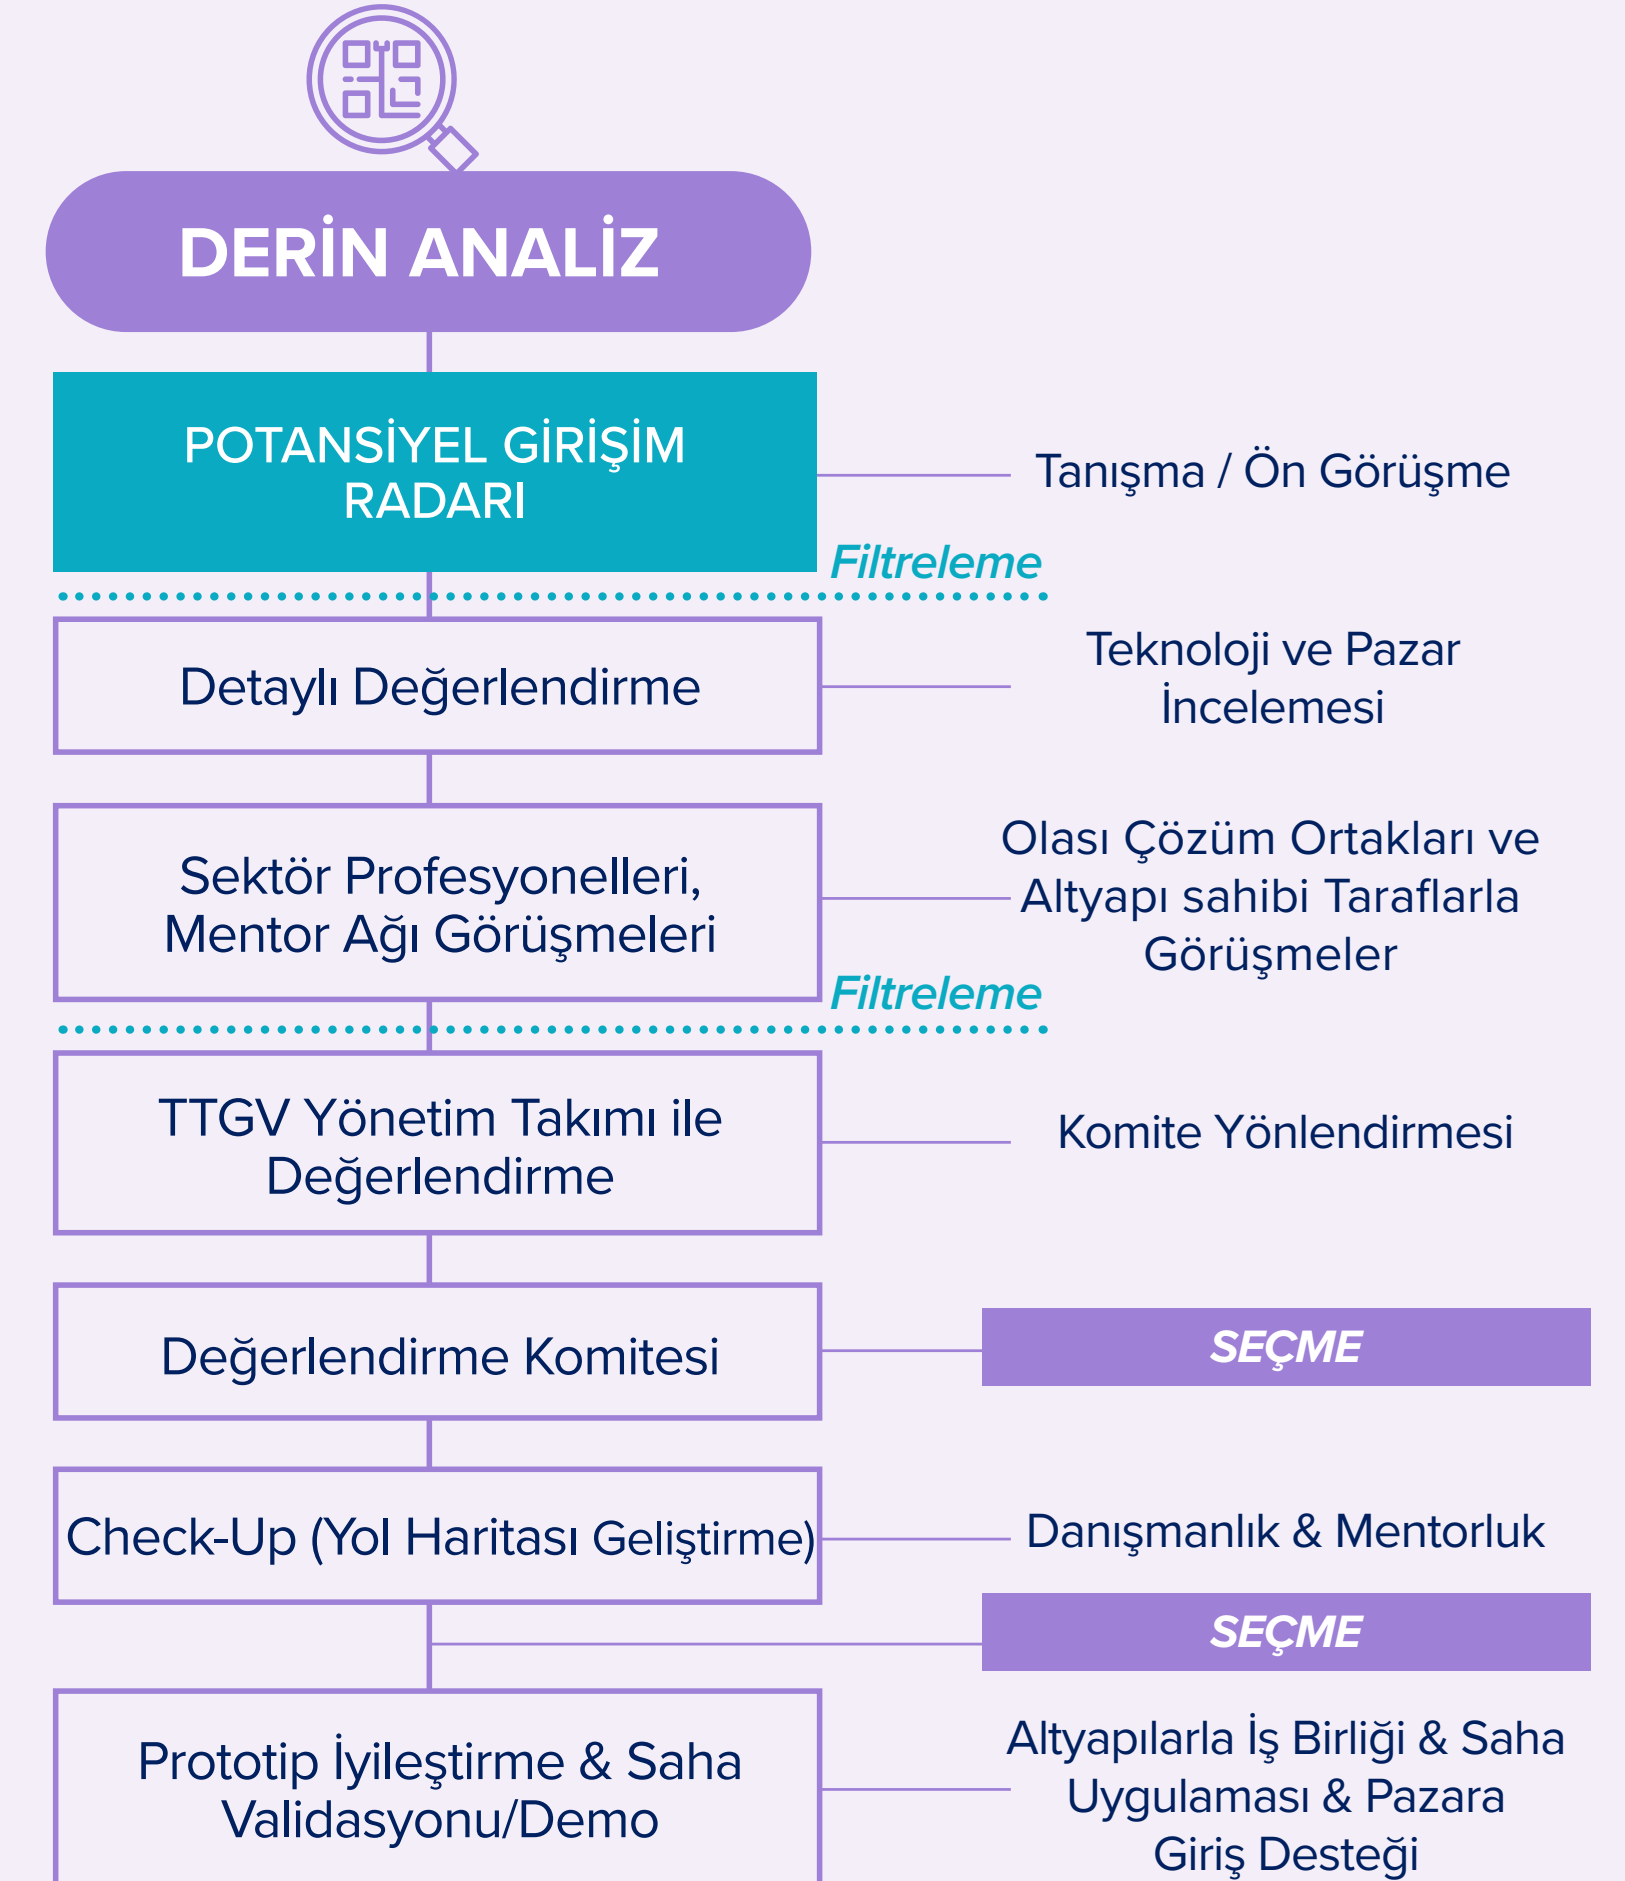 DERİN ANALİZ
POTANSİYEL GİRİŞİM
RADARI
Tanışma / Ön Görüşme
Filtreleme
Detaylı Değerlendirme
Teknoloji ve Pazar
İncelemesi
Sektör Profesyonelleri,
Mentor Ağı Görüşmeleri
Olası Çözüm Ortakları ve
Altyapı sahibi Taraflarla
Görüşmeler
Filtreleme
TTGV Yönetim Takımı ile
Değerlendirme
Komite Yönlendirmesi
Değerlendirme Komitesi
SEÇME
Check-Up (Yol Haritası Geliştirme)
Danışmanlık & Mentorluk
SEÇME
Prototip İyileştirme & Saha
Validasyonu/Demo
Altyapılarla İş Birliği & Saha
Uygulaması & Pazara
Giriş Desteği